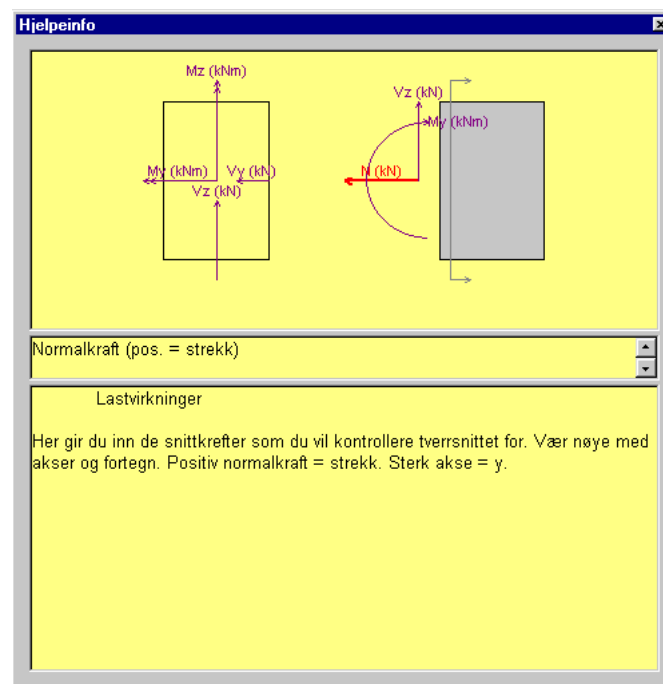 Hjelpeinfo
Mz (kNm)
Vz (kN)
My (kNm)
My (kNm)
Vy (kN)
N (kN)
Vz (kN)
Normalkraft (pos. = strekk)
Lastvirkninger
Her gir du inn de snittkrefter som du vil kontrollere tverrsnittet for. Vær nøye med
akser og fortegn. Positiv normalkraft = strekk. Sterk akse = y.